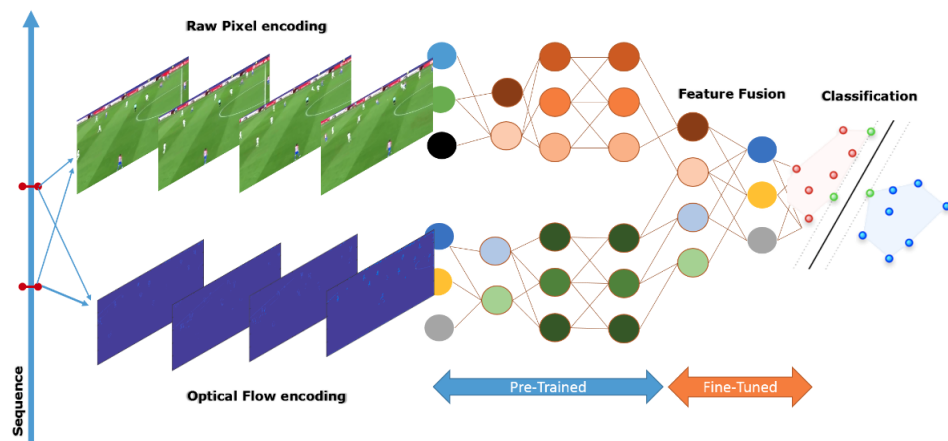 Raw Pixel encoding
Feature Fusion
Classification
Pre-Trained
Fine-Tuned
Optical Flow encoding
Sequence